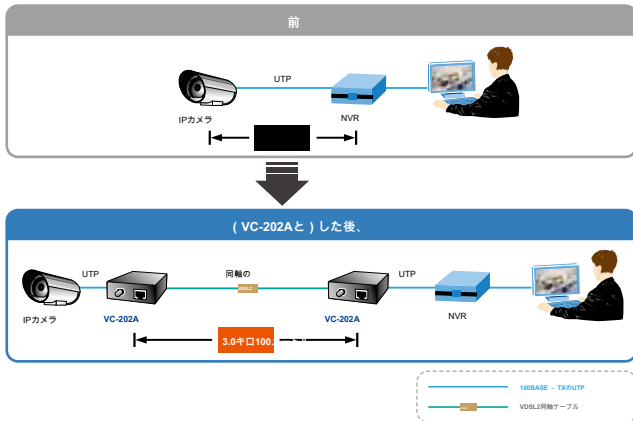 前
UTP
IPカメラ
NVR
( VC-202Aと ) した後、
UTP
同軸の
UTP
VDSL2
IPカメラ
VC-202A
VC-202A
NVR
3.0キロ100
100BASE - TXのUTP
VDSL2同軸ケーブル